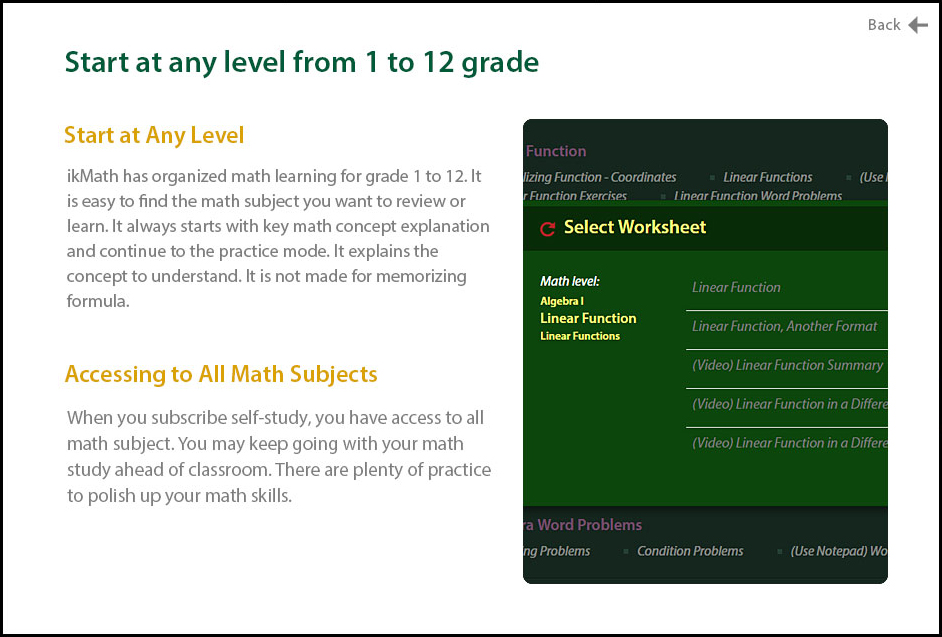 Back
Start at any level from 1 to 12 grade
Start at Any Level
ikMath has organized math learning for grade 1 to 12. It
is easy to find the math subject you want to review or
learn. It always starts with key math concept explanation
and continue to the practice mode. It explains the
concept to understand. It is not made for memorizing
formula.
Accessing to All Math Subjects
When you subscribe self-study, you have access to all
math subject. You may keep going with your math
study ahead of classroom. There are plenty of practice
to polish up your math skills.
Function
lizing Function - Coordinates Linear Functions (Use
r Function Exercises Linear Function Word Problems
Select Worksheet
Math level:
Algebra I
Linear Function
Linear Functions
Linear Function
Linear Function, Another Format
(Video) Linear Function Summary
(Video) Linear Function in a Differe
(Video) Linear Function in a Differe
ra Word Problems
ng Problems Condition Problems (Use Notepad) Wo